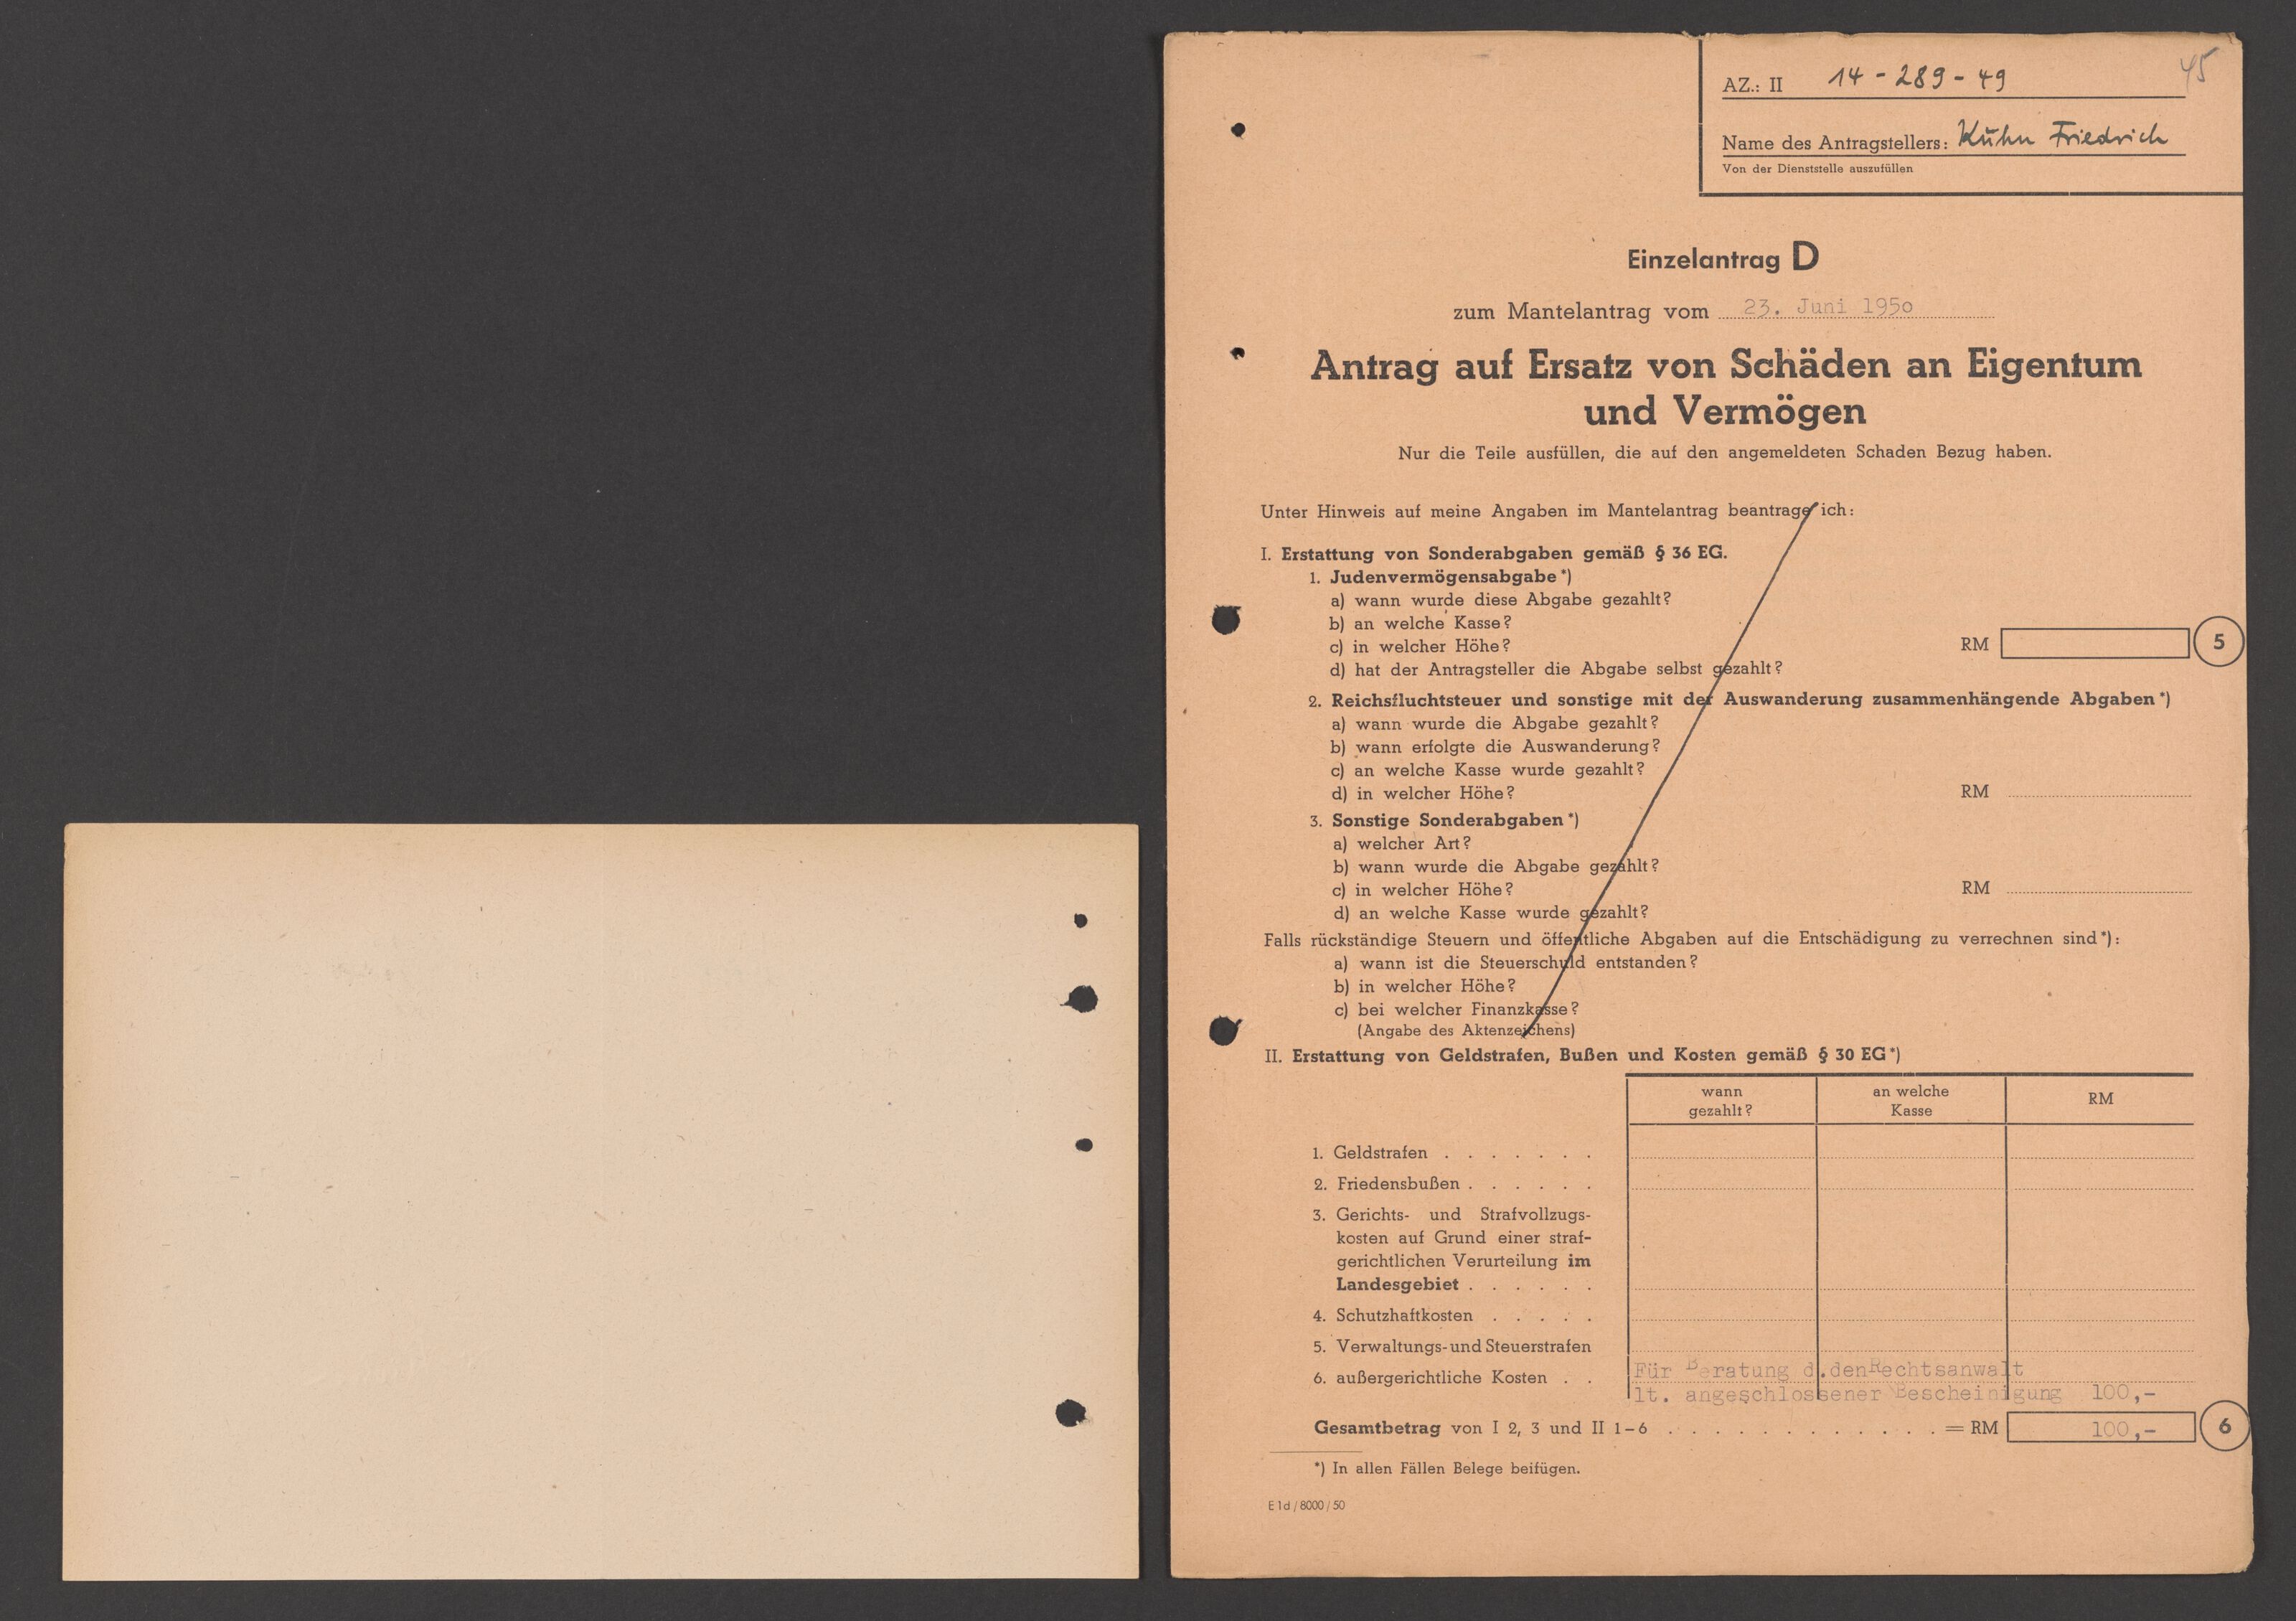 45
AZ.: II 14 - 289 - 49
Name des Antragstellers: Kuhn Friedrich
Von der Dienststelle auszufüllen
Einzelantrag D
zum Mantelantrag vom 23. Juni 195o
Antrag auf Ersatz von Schäden an Eigentum
und Vermögen
Nur die Teile ausfüllen, die auf den angemeldeten Schaden Bezug haben.
Unter Hinweis auf meine Angaben im Mantelantrag beantrage ich:
I. Erstattung von Sonderabgaben gemäß § 36 EG.
1. Judenvermögensabgabe*)
a) wann wurde diese Abgabe gezahlt?
b) an welche Kasse?
c) in welcher Höhe? RM 5
d) hat der Antragsteller die Abgabe selbst gezahlt?
2. Reichsfluchtsteuer und sonstige mit der Auswanderung zusammenhängende Abgaben*)
a) wann wurde die Abgabe gezahlt?
b) wann erfolgte die Auswanderung?
c) an welche Kasse wurde gezahlt?
d) in welcher Höhe? RM
3. Sonstige Sonderabgaben*)
a) welcher Art?
b) wann wurde die Abgabe gezahlt?
c) in welcher Höhe? RM
d) an welche Kasse wurde gezahlt?
Falls rückständige Steuern und öffentliche Abgaben auf die Entschädigung zu verrechnen sind*):
a) wann ist die Steuerschuld entstanden?
b) in welcher Höhe?
c) bei welcher Finanzkasse?
(Angabe des Aktenzeichens)
II. Erstattung von Geldstrafen, Bußen und Kosten gemäß § 30 EG*)
wann an welche RM
gezahlt? Kasse
1. Geldstrafen . . . . . . .
2. Friedensbußen . . . . . .
3. Gerichts- und Strafvollzugs-
kosten auf Grund einer straf-
gerichtlichen Verurteilung im
Landesgebiet . . . . . .
4. Schutzhaftkosten . . . . .
5. Verwaltungs- und Steuerstrafen
6. außergerichtliche Kosten . . Für Beratung d.denRechtsanwalt
lt. angeschlossener Bescheinigung 100,-
Gesamtbetrag von I 2, 3 und II 1-6 . . . . . . . . . . . . = RM 100,- 6
*) In allen Fällen Belege beifügen.
E 1d / 8000 / 50